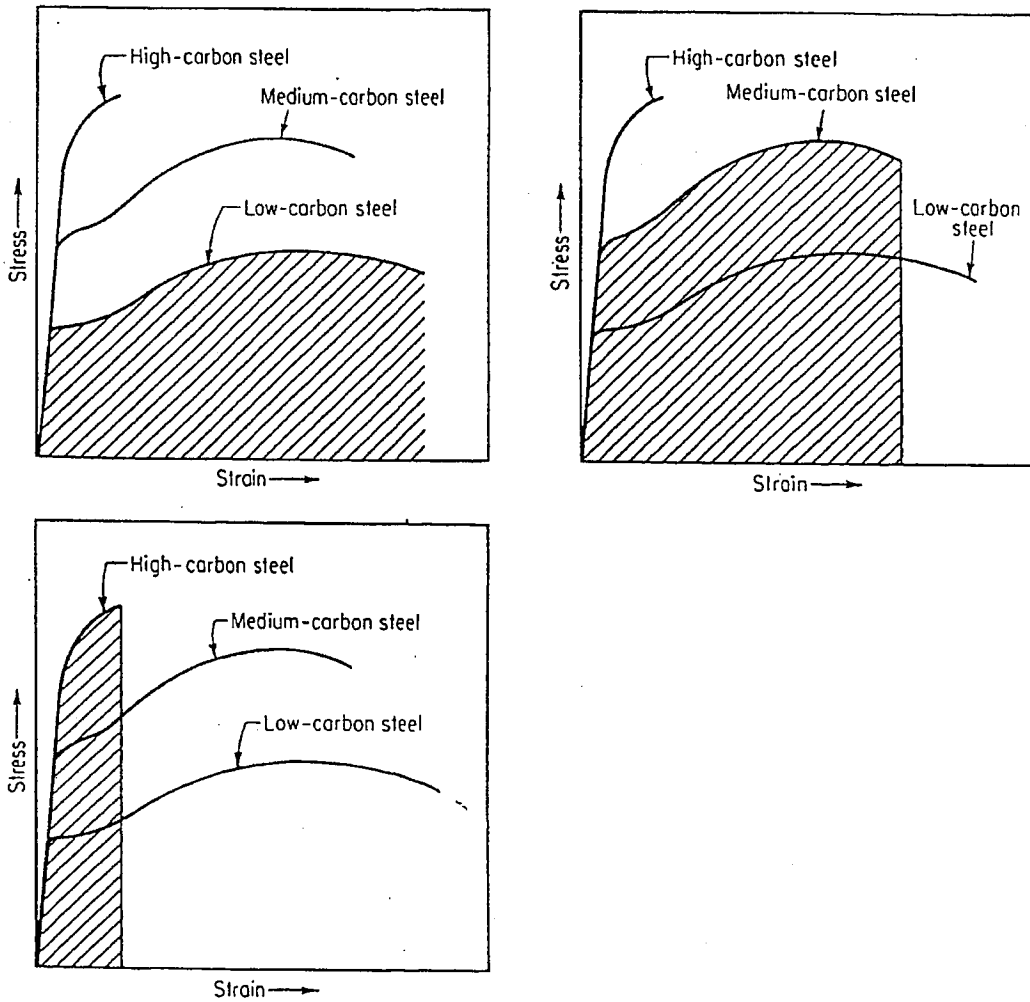 High-carbon steel
Medium-carbon steel
Low-carbon steel
Stress
Strain
High-carbon steel
Medium-carbon steel
Low-carbon
steel
Stress
Strain
High-carbon steel
Medium-carbon steel
Low-carbon steel
Stress
Strain